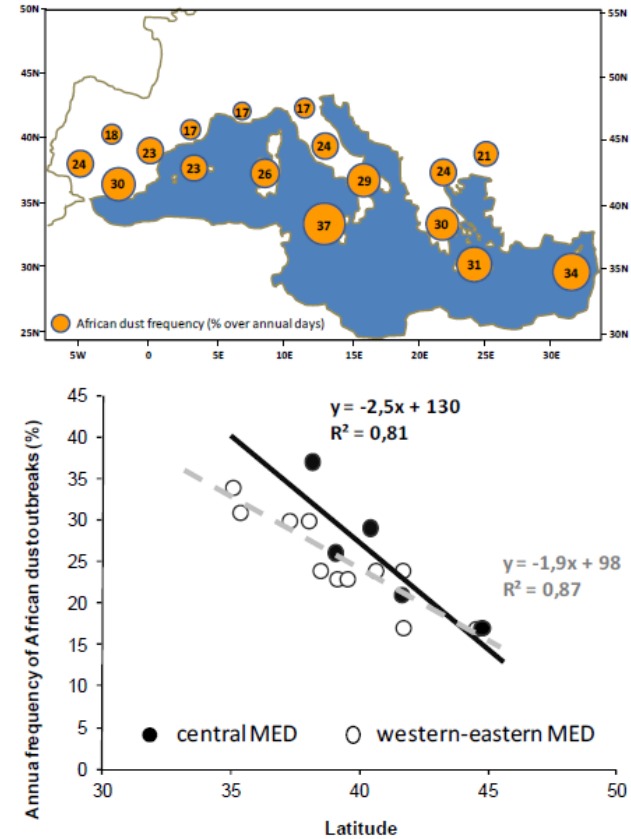 50N
55N
45N
50N
17
17
18
17
40N
45N
24
23
24
21
23
24
26
29
30
35N
40N
37
30
31
34
30N
35N
African dust frequency (% over annual days)
25N
30N
5W
0
5E
10E
15E
20E
25E
30E
Annua frequency of African dust outbreaks (%)
45
40
35
30
25
20
15
10
5
0
y = -2,5x + 130
R² = 0,81
y = -1,9x + 98
R² = 0,87
central MED
western-eastern MED
30
35
40
45
50
Latitude